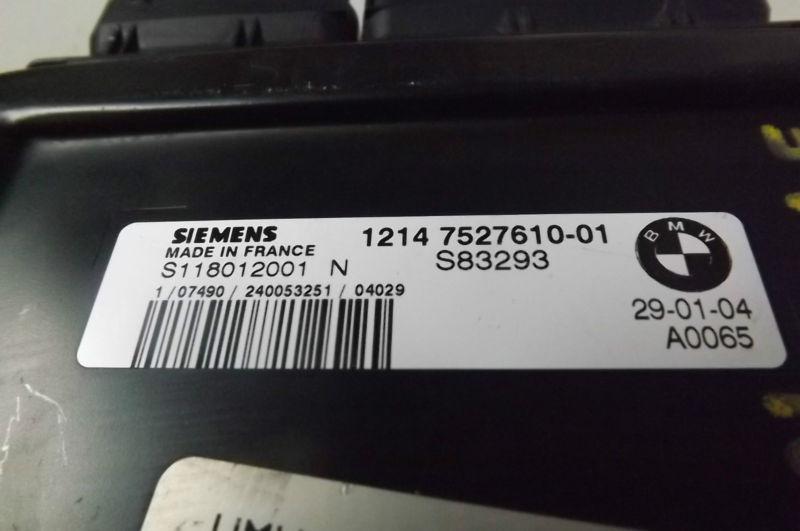 SIEMENS
MADE IN FRANCE
S118012001 N
1/07490/240053251/04029
1214 7527610-01
S83293
BMW
29-01-04
A0065